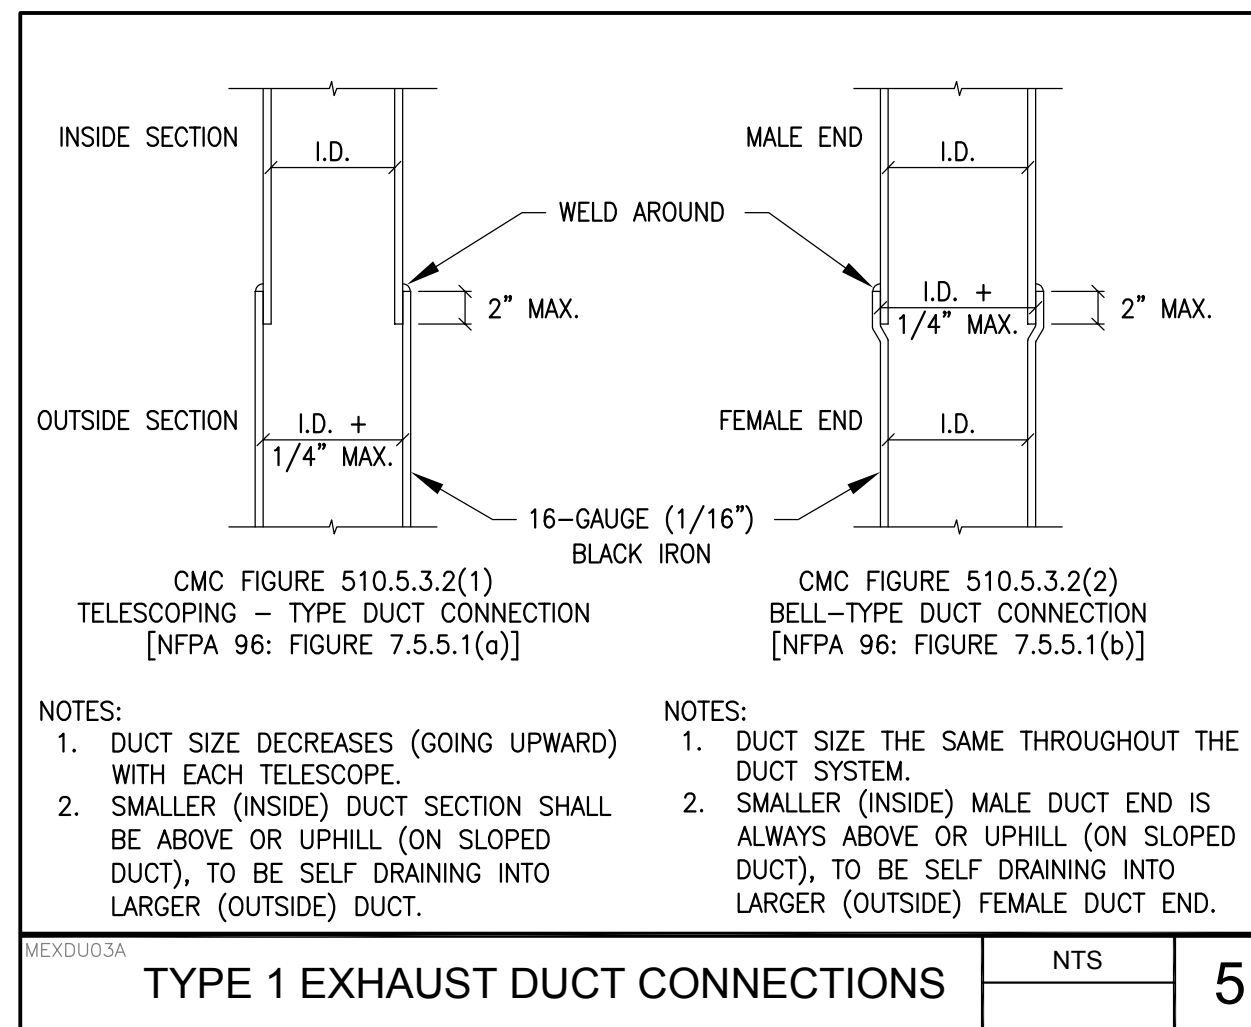 INSIDE SECTION
I.D.
MALE END
I.D.
WELD AROUND
2" MAX.
I.D. +
1/4" MAX.
2" MAX.
OUTSIDE SECTION
I.D. +
1/4" MAX.
FEMALE END
I.D.
16-GAUGE (1/16")
BLACK IRON
CMC FIGURE 510.5.3.2(1)
TELESCOPING - TYPE DUCT CONNECTION
[NFPA 96: FIGURE 7.5.5.1(a)]
CMC FIGURE 510.5.3.2(2)
BELL-TYPE DUCT CONNECTION
[NFPA 96: FIGURE 7.5.5.1(b)]
NOTES:
1. DUCT SIZE DECREASES (GOING UPWARD)
WITH EACH TELESCOPE.
2. SMALLER (INSIDE) DUCT SECTION SHALL
BE ABOVE OR UPHILL (ON SLOPED
DUCT), TO BE SELF DRAINING INTO
LARGER (OUTSIDE) DUCT.
NOTES:
1. DUCT SIZE THE SAME THROUGHOUT THE
DUCT SYSTEM.
2. SMALLER (INSIDE) MALE DUCT END IS
ALWAYS ABOVE OR UPHILL (ON SLOPED
DUCT), TO BE SELF DRAINING INTO
LARGER (OUTSIDE) FEMALE DUCT END.
MEXDU03A
TYPE 1 EXHAUST DUCT CONNECTIONS
NTS
5